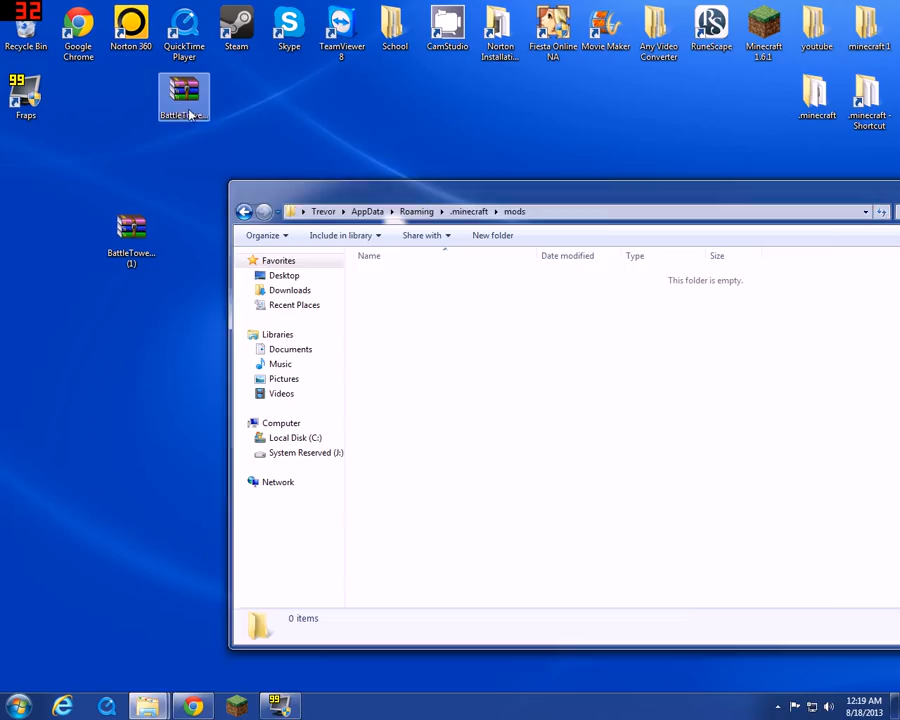 32
Recycle Bin
Google
Chrome
Norton 360
QuickTime
Player
Steam
Skype
TeamViewer
8
School
CamStudio
Norton
Installati...
Fiesta Online
NA
Movie Maker
Any Video
Converter
RuneScape
Minecraft
1.6.1
youtube
minecraft 1
99
Fraps
BattleTowe...
.minecraft
.minecraft -
Shortcut
BattleTowe...
(1)
Trevor
AppData
Roaming
.minecraft
mods
Organize
Include in library
Share with
New folder
Name
Date modified
Type
Size
This folder is empty.
Favorites
Desktop
Downloads
Recent Places
Libraries
Documents
Music
Pictures
Videos
Computer
Local Disk (C:)
System Reserved (J:)
Network
0 items
99
12:19 AM
8/18/2013